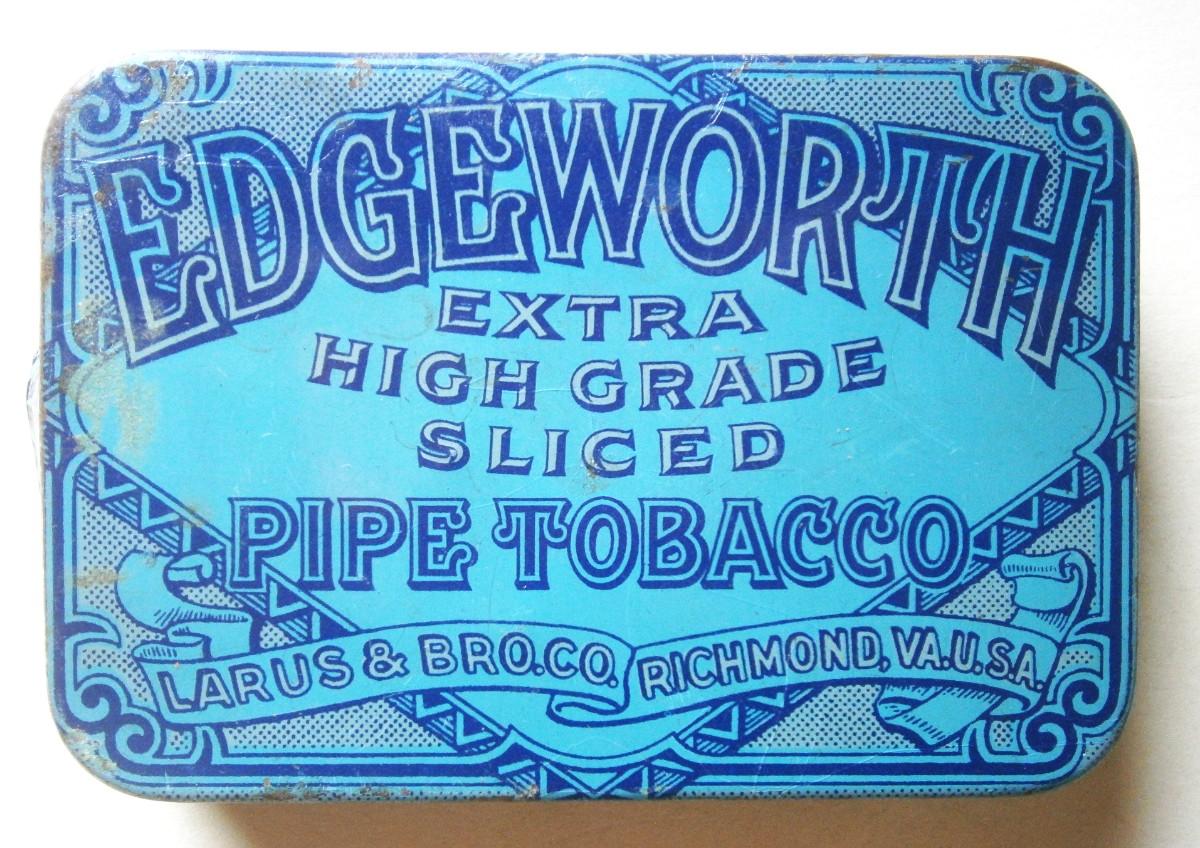 EDGEWORTH
EXTRA
HIGH GRADE
SLICED
PIPE TOBACCO
LARUS & BRO.CO. RICHMOND, VA.U.S.A.